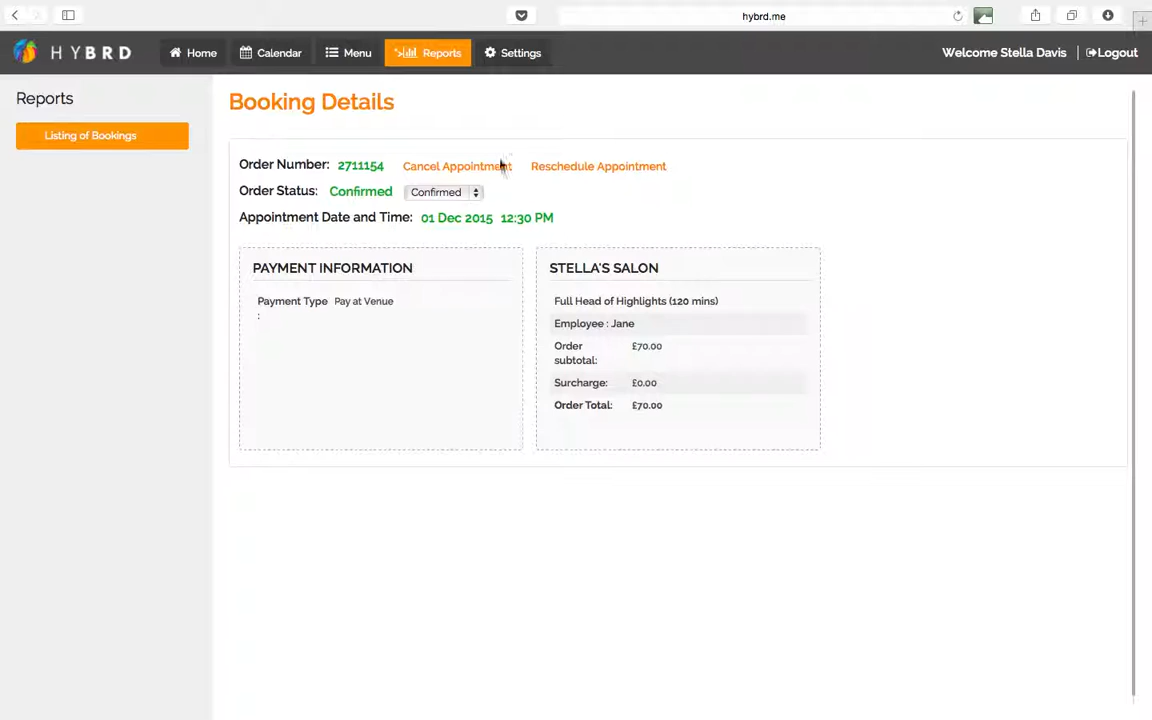 hybrd.me
HYBRD Home Calendar Menu Reports Settings Welcome Stella Davis Logout
Reports
Listing of Bookings
Booking Details
Order Number: 2711154 Cancel Appointment Reschedule Appointment
Order Status: Confirmed Confirmed
Appointment Date and Time: 01 Dec 2015 12:30 PM
PAYMENT INFORMATION
Payment Type Pay at Venue
:
STELLA'S SALON
Full Head of Highlights (120 mins)
Employee : Jane
Order £70.00
subtotal:
Surcharge: £0.00
Order Total: £70.00